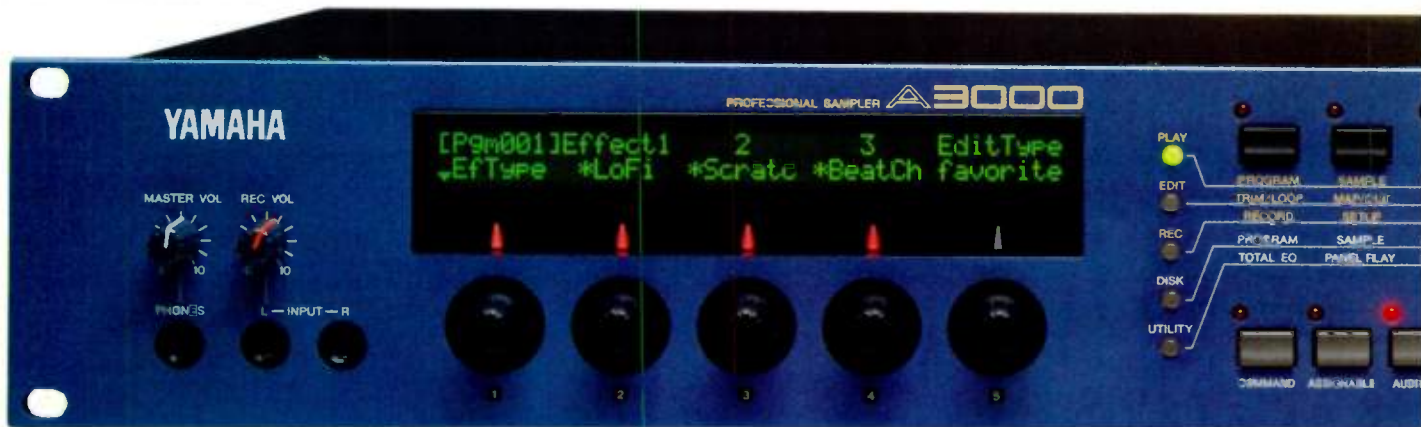 PROFESSIONAL SAMPLER A3000
YAMAHA
MASTER VOL
REC VOL
10
10
PHONES
L — INPUT — R
[Pgm001]Effect1 2 3 EditType
EfType *LoFi *Scratc *BeatCh favorite
1 2 3 4 5
PLAY
EDIT
REC
DISK
UTILITY
PROGRAM SAMPLE
TRIM/LOOP MAP/OUT
RECORD SETUP
PROGRAM SAMPLE
TOTAL EQ PANEL PLAY
COMMAND ASSIGNABLE AUDIT